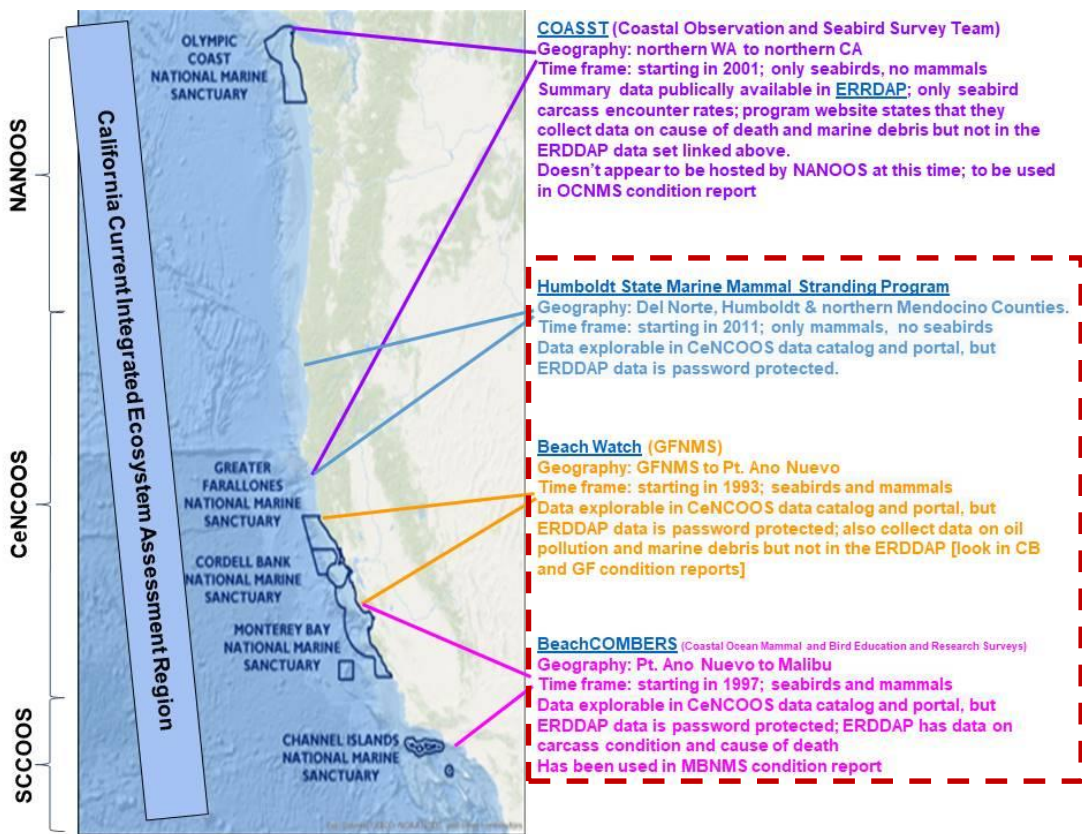 NANOOS
CeNCOOS
SCCOOS
California Current Integrated Ecosystem Assessment Region
OLYMPIC
COAST
NATIONAL MARINE
SANCTUARY
GREATER
FARALLONES
NATIONAL MARINE
SANCTUARY
CORDELL BANK
NATIONAL MARINE
SANCTUARY
MONTEREY BAY
NATIONAL MARINE
SANCTUARY
CHANNEL ISLANDS
NATIONAL MARINE
SANCTUARY
COASST (Coastal Observation and Seabird Survey Team)
Geography: northern WA to northern CA
Time frame: starting in 2001; only seabirds, no mammals
Summary data publically available in ERRDAP; only seabird
carcass encounter rates; program website states that they
collect data on cause of death and marine debris but not in the
ERDDAP data set linked above.
Doesn't appear to be hosted by NANOOS at this time; to be used
in OCNMS condition report
Humboldt State Marine Mammal Stranding Program
Geography: Del Norte, Humboldt & northern Mendocino Counties.
Time frame: starting in 2011; only mammals, no seabirds
Data explorable in CeNCOOS data catalog and portal, but
ERDDAP data is password protected.
Beach Watch (GFNMS)
Geography: GFNMS to Pt. Ano Nuevo
Time frame: starting in 1993; seabirds and mammals
Data explorable in CeNCOOS data catalog and portal, but
ERDDAP data is password protected; also collect data on oil
pollution and marine debris but not in the ERDDAP [look in CB
and GF condition reports]
BeachCOMBERS (Coastal Ocean Mammal and Bird Education and Research Surveys)
Geography: Pt. Ano Nuevo to Malibu
Time frame: starting in 1997; seabirds and mammals
Data explorable in CeNCOOS data catalog and portal, but
ERDDAP data is password protected; ERDDAP has data on
carcass condition and cause of death
Has been used in MBNMS condition report